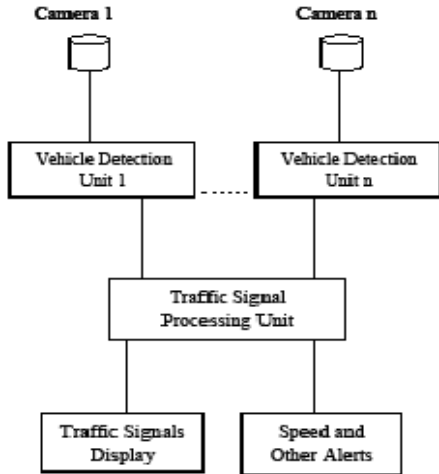 Camera 1
Camera n
Vehicle Detection
Unit 1
Vehicle Detection
Unit n
Traffic Signal
Processing Unit
Traffic Signals
Display
Speed and
Other Alerts